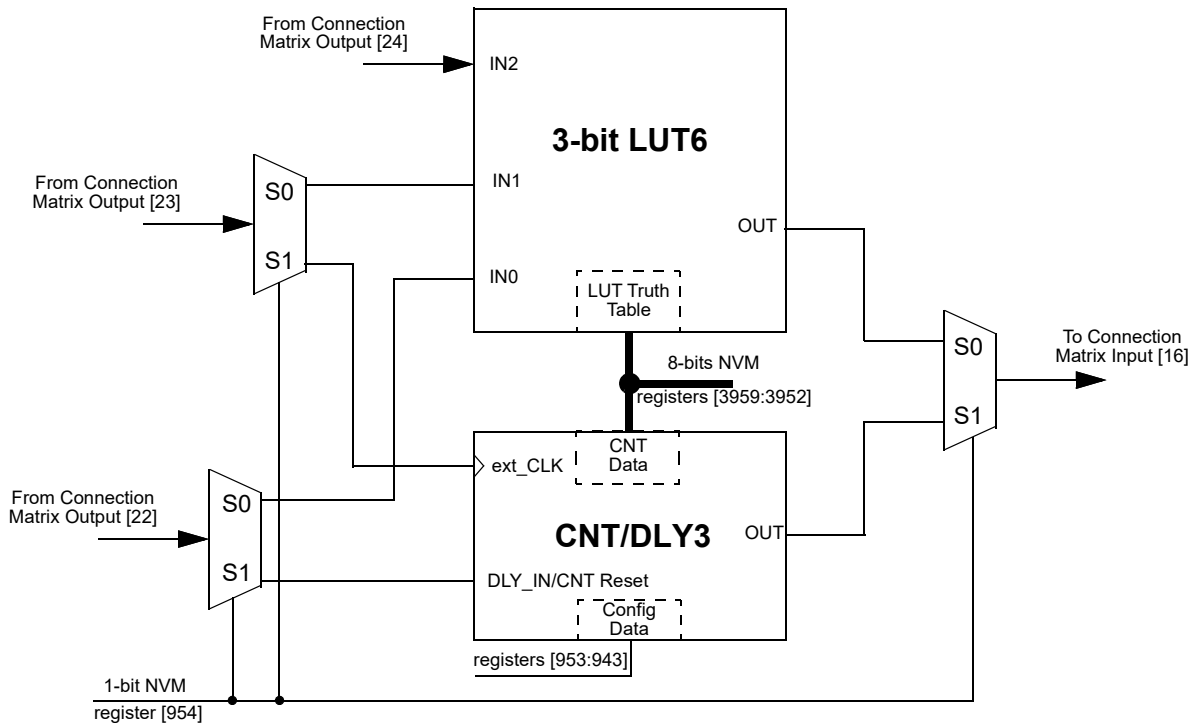 From Connection
Matrix Output [24]
IN2
3-bit LUT6
From Connection
Matrix Output [23]
S0
IN1
S1
OUT
IN0
LUT Truth
Table
S0
To Connection
Matrix Input [16]
8-bits NVM
registers [3959:3952]
S1
CNT
Data
ext_CLK
From Connection
Matrix Output [22]
S0
CNT/DLY3
OUT
S1
DLY_IN/CNT Reset
Config
Data
registers [953:943]
1-bit NVM
register [954]